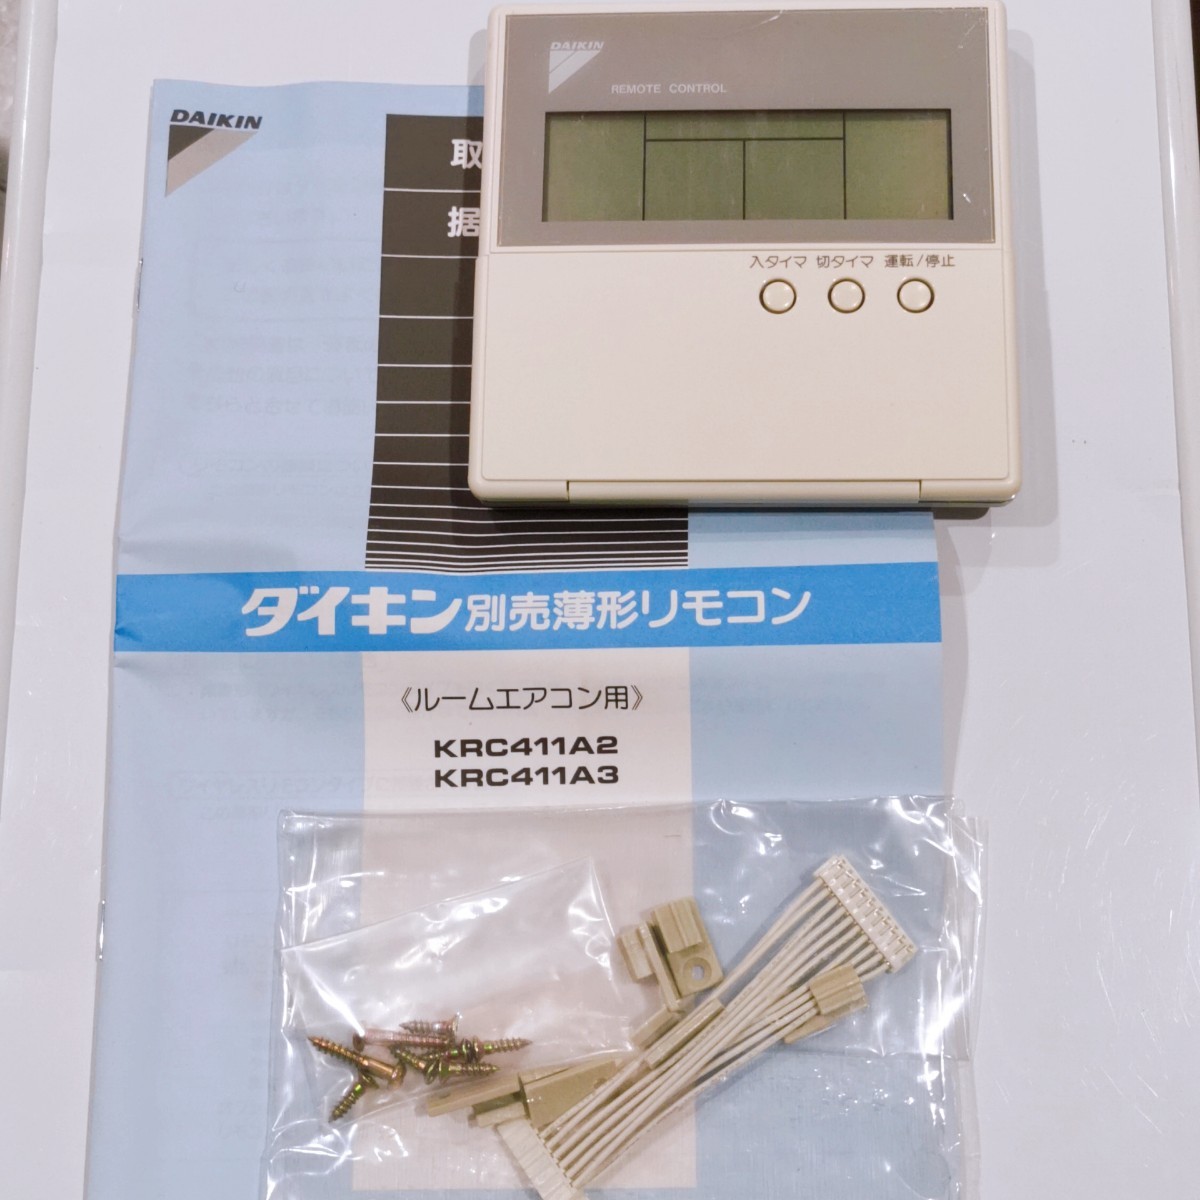 DAIKIN
REMOTE CONTROL
入タイマ 切タイマ 運転/停止
DAIKIN
取
据
ダイキン別売薄形リモコン
《ルームエアコン用》
KRC411A2
KRC411A3